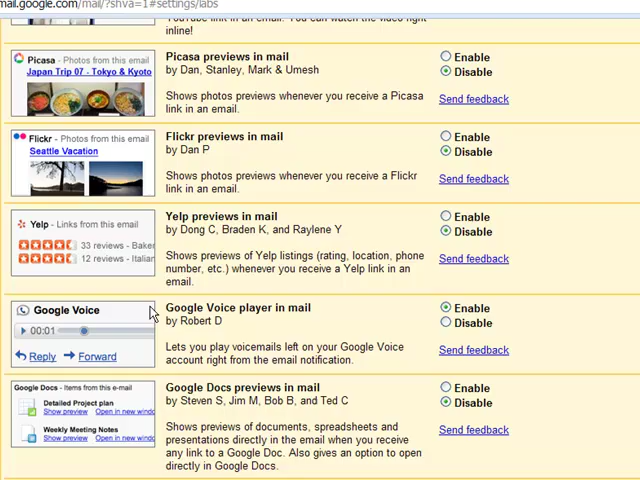 mail.google.com/mail/?shva=1#settings/labs
YouTube link in an email. You can watch the video right
inline!
Picasa - Photos from this email
Japan Trip 07 - Tokyo & Kyoto
Picasa previews in mail
by Dan, Stanley, Mark & Umesh
Shows photos previews whenever you receive a Picasa
link in an email.
Enable
Disable
Send feedback
Flickr - Photos from this email
Seattle Vacation
Flickr previews in mail
by Dan P
Shows photos previews whenever you receive a Flickr
link in an email.
Enable
Disable
Send feedback
Yelp - Links from this email
33 reviews - Baker
12 reviews - Italian
Yelp previews in mail
by Dong C, Braden K, and Raylene Y
Shows previews of Yelp listings (rating, location, phone
number, etc.) whenever you receive a Yelp link in an
email.
Enable
Disable
Send feedback
Google Voice
00:01
Reply Forward
Google Voice player in mail
by Robert D
Lets you play voicemails left on your Google Voice
account right from the email notification.
Enable
Disable
Send feedback
Google Docs - Items from this e-mail
Detailed Project plan
Show preview Open in new windo
Weekly Meeting Notes
Show preview Open in new windo
Google Docs previews in mail
by Steven S, Jim M, Bob B, and Ted C
Shows previews of documents, spreadsheets and
presentations directly in the email when you receive
any link to a Google Doc. Also gives an option to open
directly in Google Docs.
Enable
Disable
Send feedback